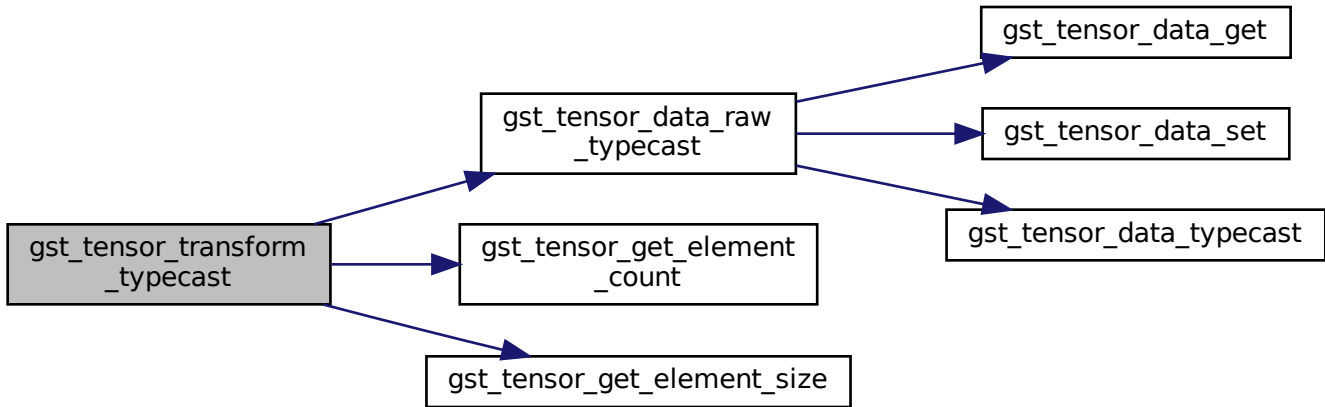 gst_tensor_transform
_typecast
gst_tensor_data_raw
_typecast
gst_tensor_get_element
_count
gst_tensor_get_element_size
gst_tensor_data_get
gst_tensor_data_set
gst_tensor_data_typecast